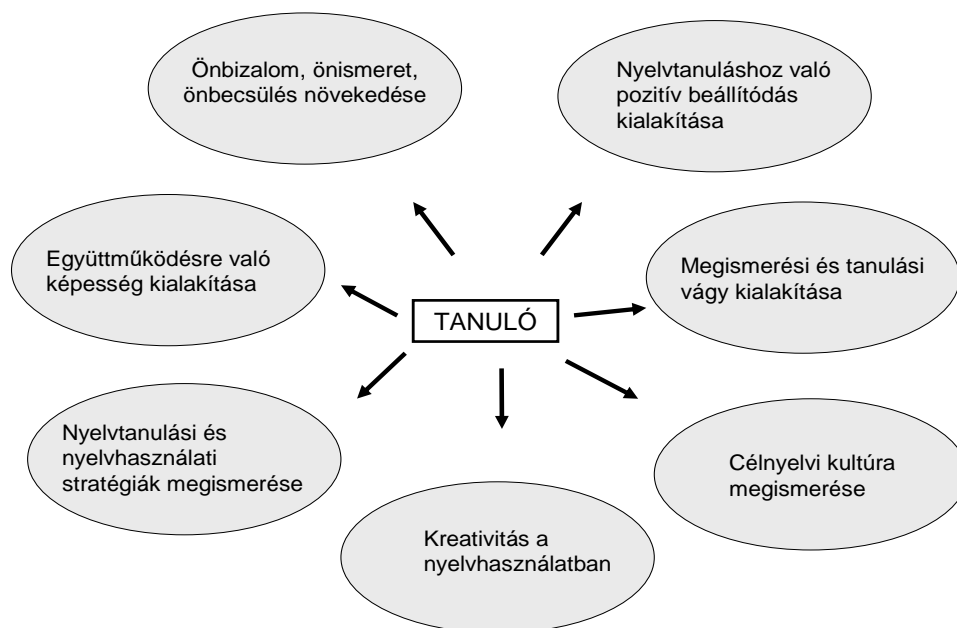 Önbizalom, önismeret,
önbecsülés növekedése
Nyelvtanuláshoz való
pozitív beállítódás
kialakítása
Együttműködésre való
képesség kialakítása
Megismerési és tanulási
vágy kialakítása
TANULÓ
Nyelvtanulási és
nyelvhasználati
stratégiák megismerése
Célnyelvi kultúra
megismerése
Kreativitás a
nyelvhasználatban